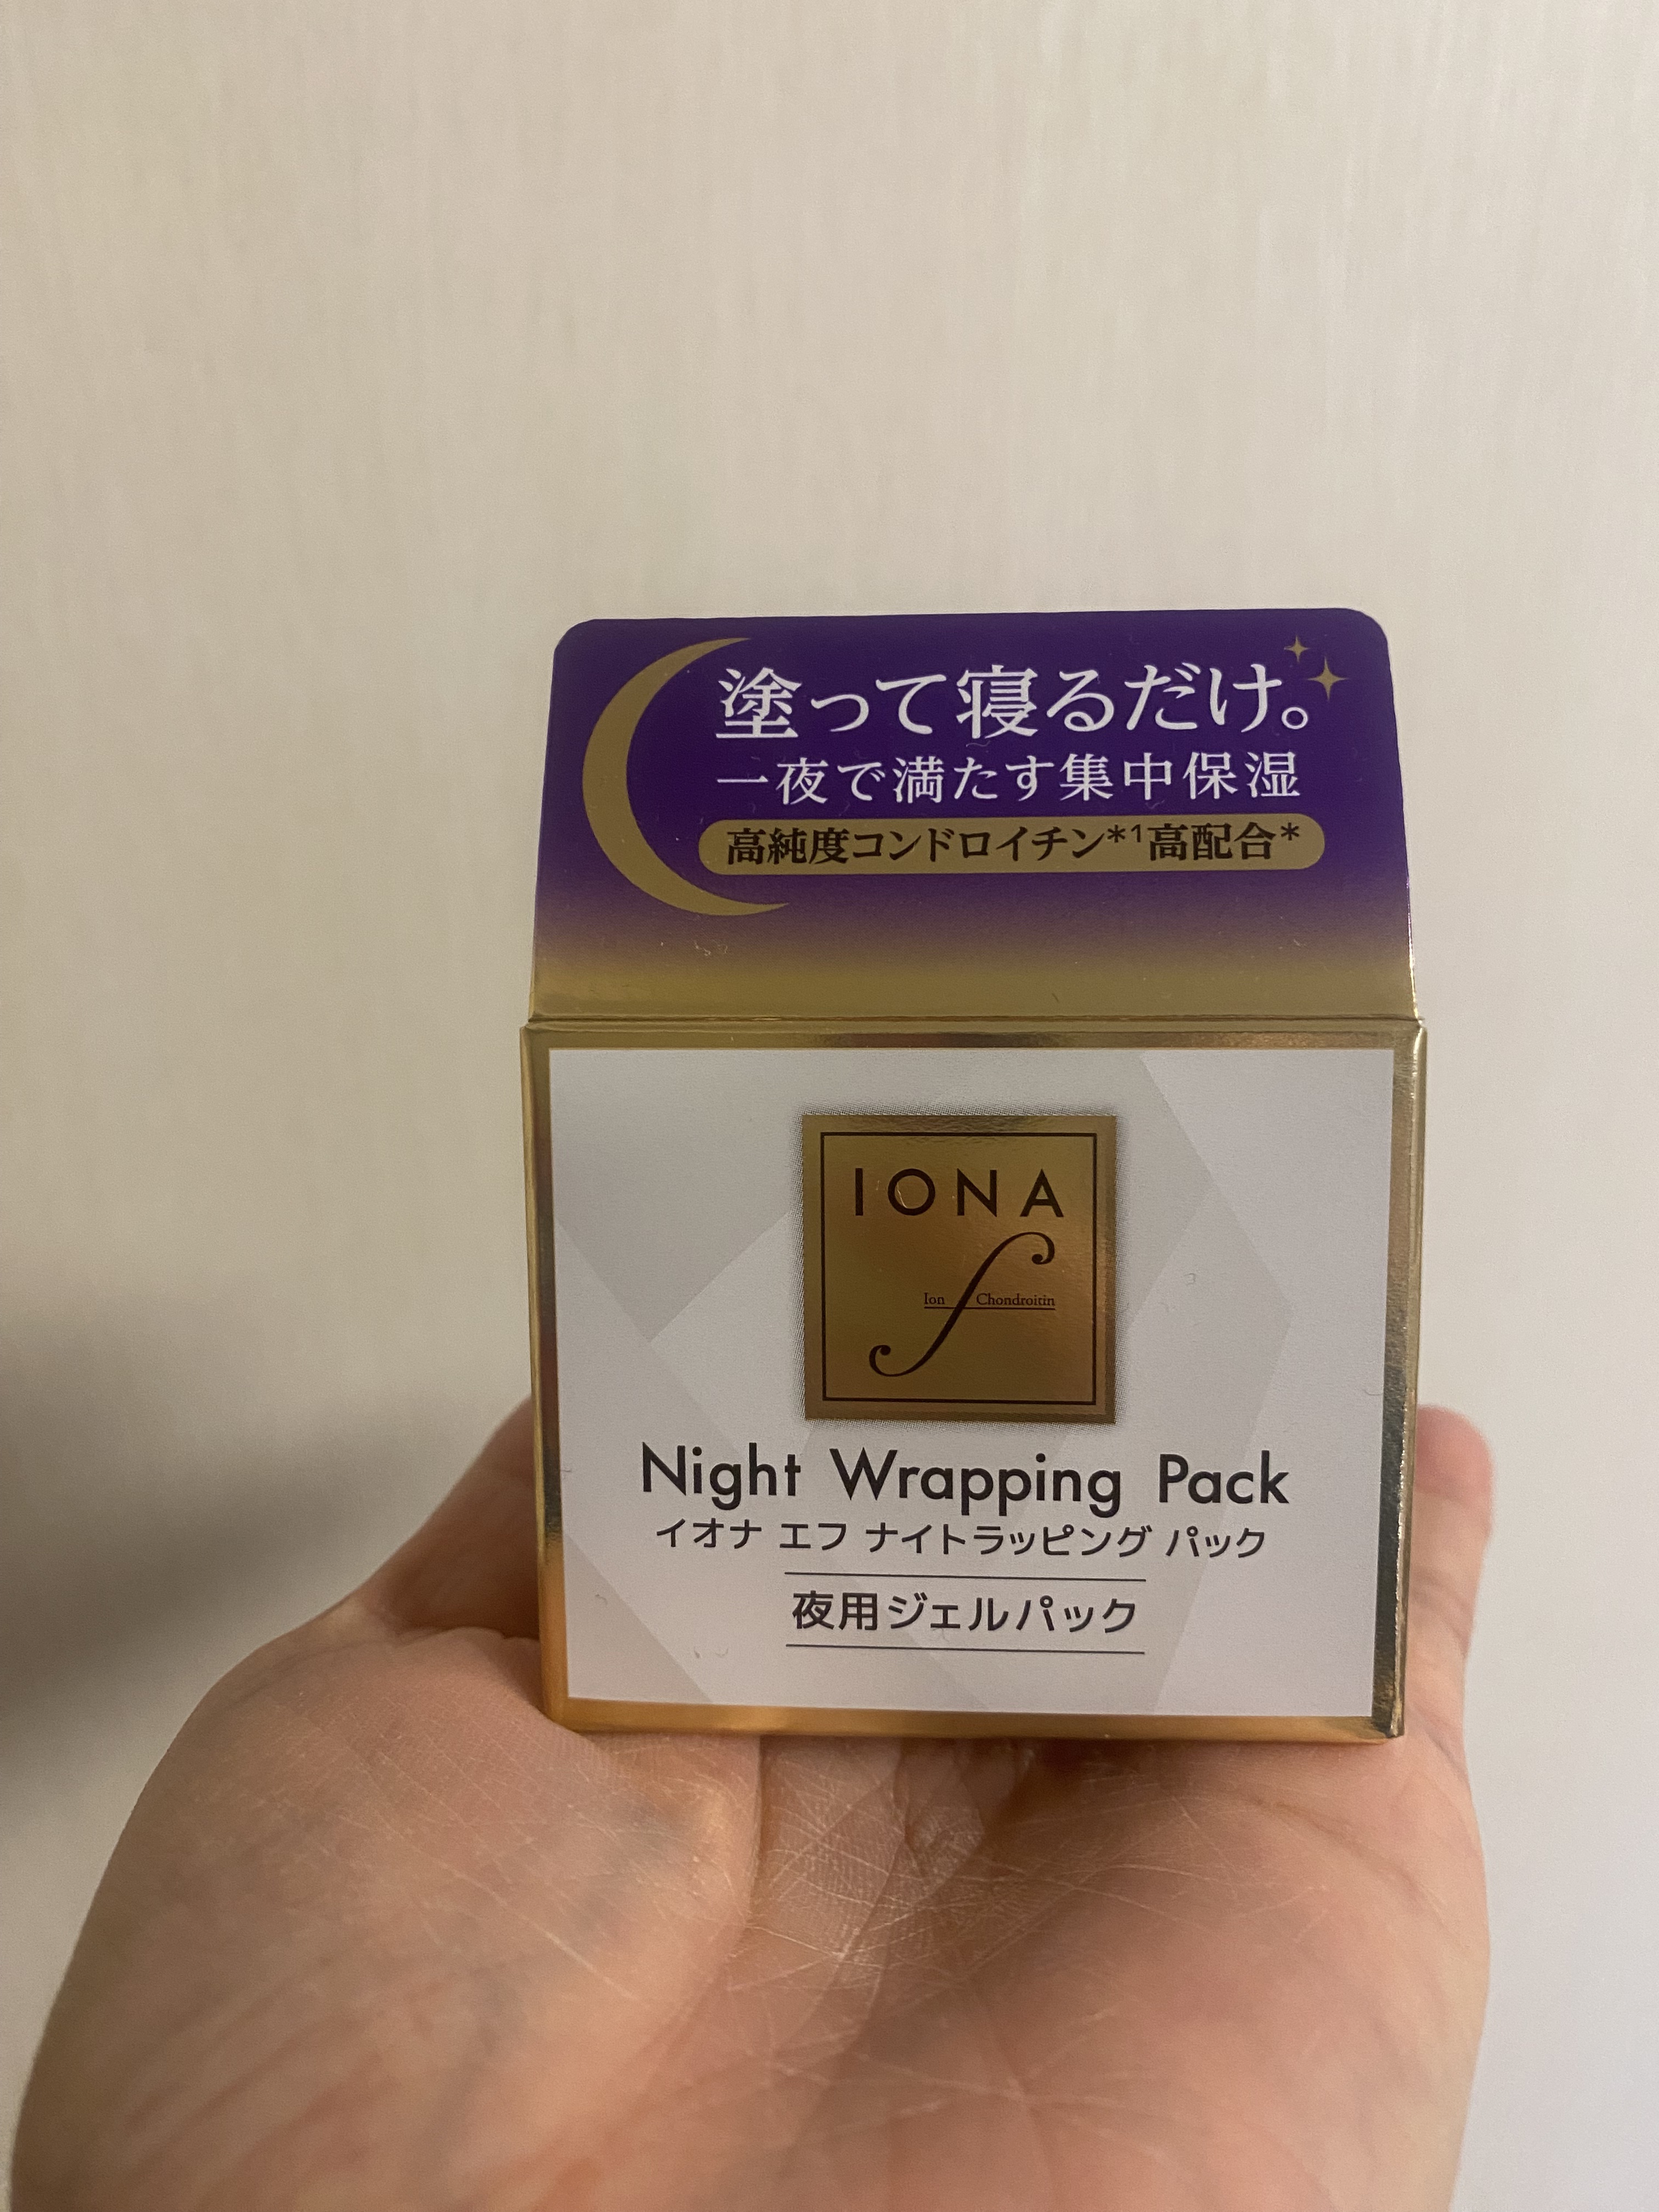 塗って寝るだけ。
一夜で満たす集中保湿
高純度コンドロイチン*1高配合*
IONA
f
Ion Chondroitin
Night Wrapping Pack
イオナ エフ ナイトラッピング パック
夜用ジェルパック